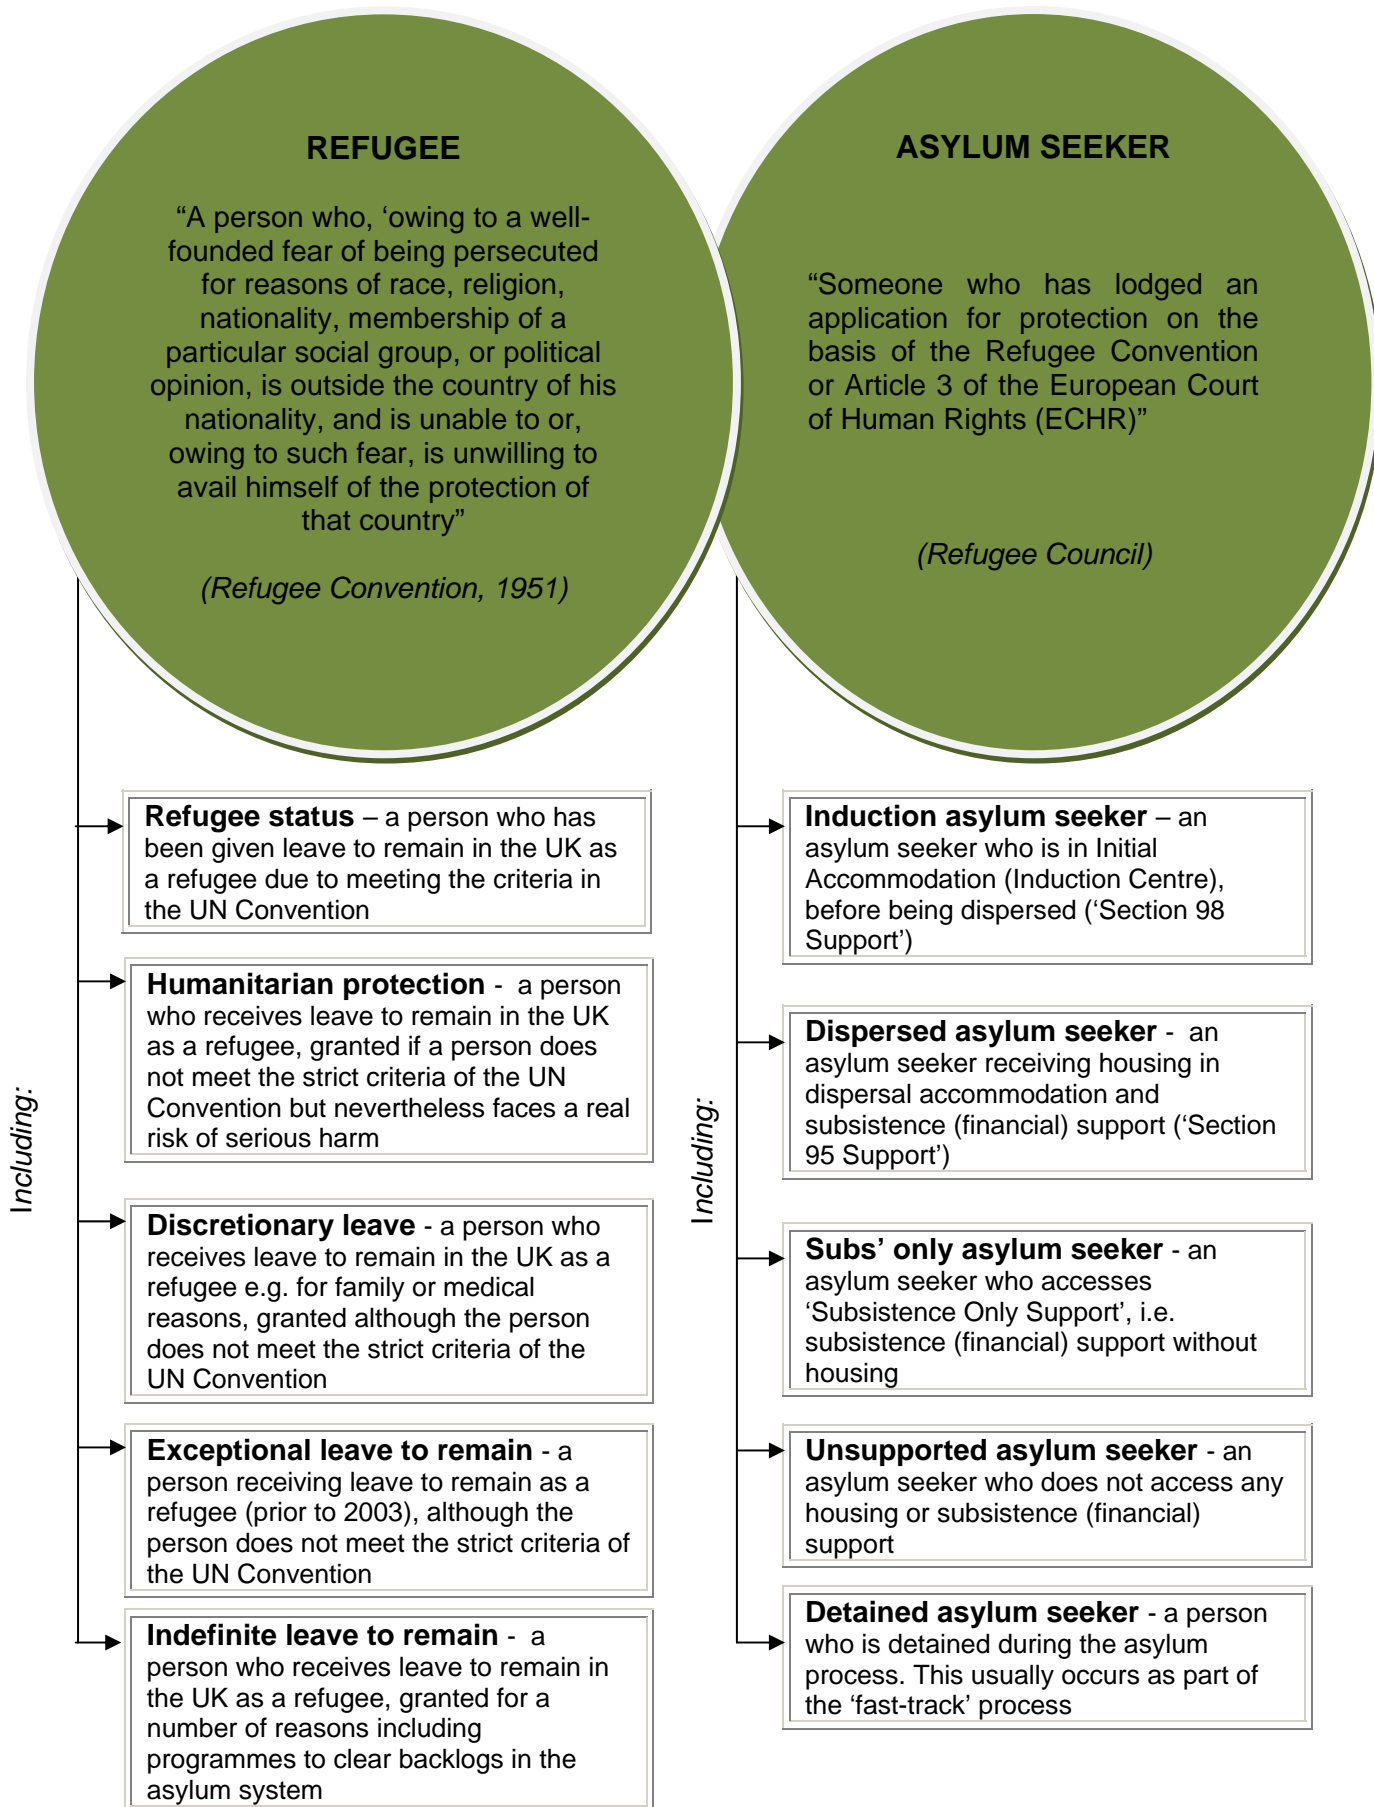 REFUGEE
“A person who, ‘owing to a well-
founded fear of being persecuted
for reasons of race, religion,
nationality, membership of a
particular social group, or political
opinion, is outside the country of his
nationality, and is unable to or,
owing to such fear, is unwilling to
avail himself of the protection of
that country”
(Refugee Convention, 1951)
ASYLUM SEEKER
“Someone who has lodged an
application for protection on the
basis of the Refugee Convention
or Article 3 of the European Court
of Human Rights (ECHR)”
(Refugee Council)
Including:
Refugee status – a person who has
been given leave to remain in the UK as
a refugee due to meeting the criteria in
the UN Convention
Humanitarian protection - a person
who receives leave to remain in the UK
as a refugee, granted if a person does
not meet the strict criteria of the UN
Convention but nevertheless faces a real
risk of serious harm
Discretionary leave - a person who
receives leave to remain in the UK as a
refugee e.g. for family or medical
reasons, granted although the person
does not meet the strict criteria of the
UN Convention
Exceptional leave to remain - a
person receiving leave to remain as a
refugee (prior to 2003), although the
person does not meet the strict criteria of
the UN Convention
Indefinite leave to remain - a
person who receives leave to remain in
the UK as a refugee, granted for a
number of reasons including
programmes to clear backlogs in the
asylum system
Including:
Induction asylum seeker – an
asylum seeker who is in Initial
Accommodation (Induction Centre),
before being dispersed (‘Section 98
Support’)
Dispersed asylum seeker - an
asylum seeker receiving housing in
dispersal accommodation and
subsistence (financial) support (‘Section
95 Support’)
Subs’ only asylum seeker - an
asylum seeker who accesses
‘Subsistence Only Support’, i.e.
subsistence (financial) support without
housing
Unsupported asylum seeker - an
asylum seeker who does not access any
housing or subsistence (financial)
support
Detained asylum seeker - a person
who is detained during the asylum
process. This usually occurs as part of
the ‘fast-track’ process